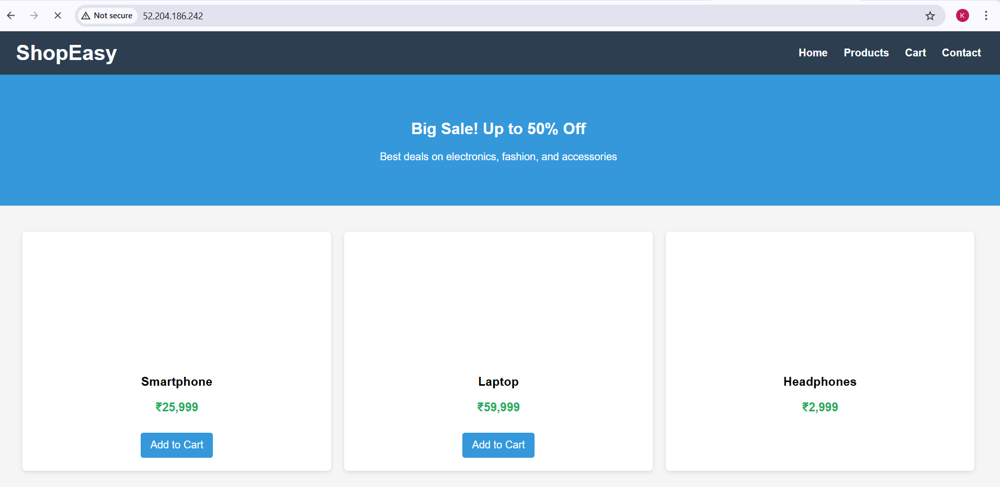 Not secure 52.204.186.242
K
ShopEasy
Home Products Cart Contact
Big Sale! Up to 50% Off
Best deals on electronics, fashion, and accessories
Smartphone
₹25,999
Add to Cart
Laptop
₹59,999
Add to Cart
Headphones
₹2,999